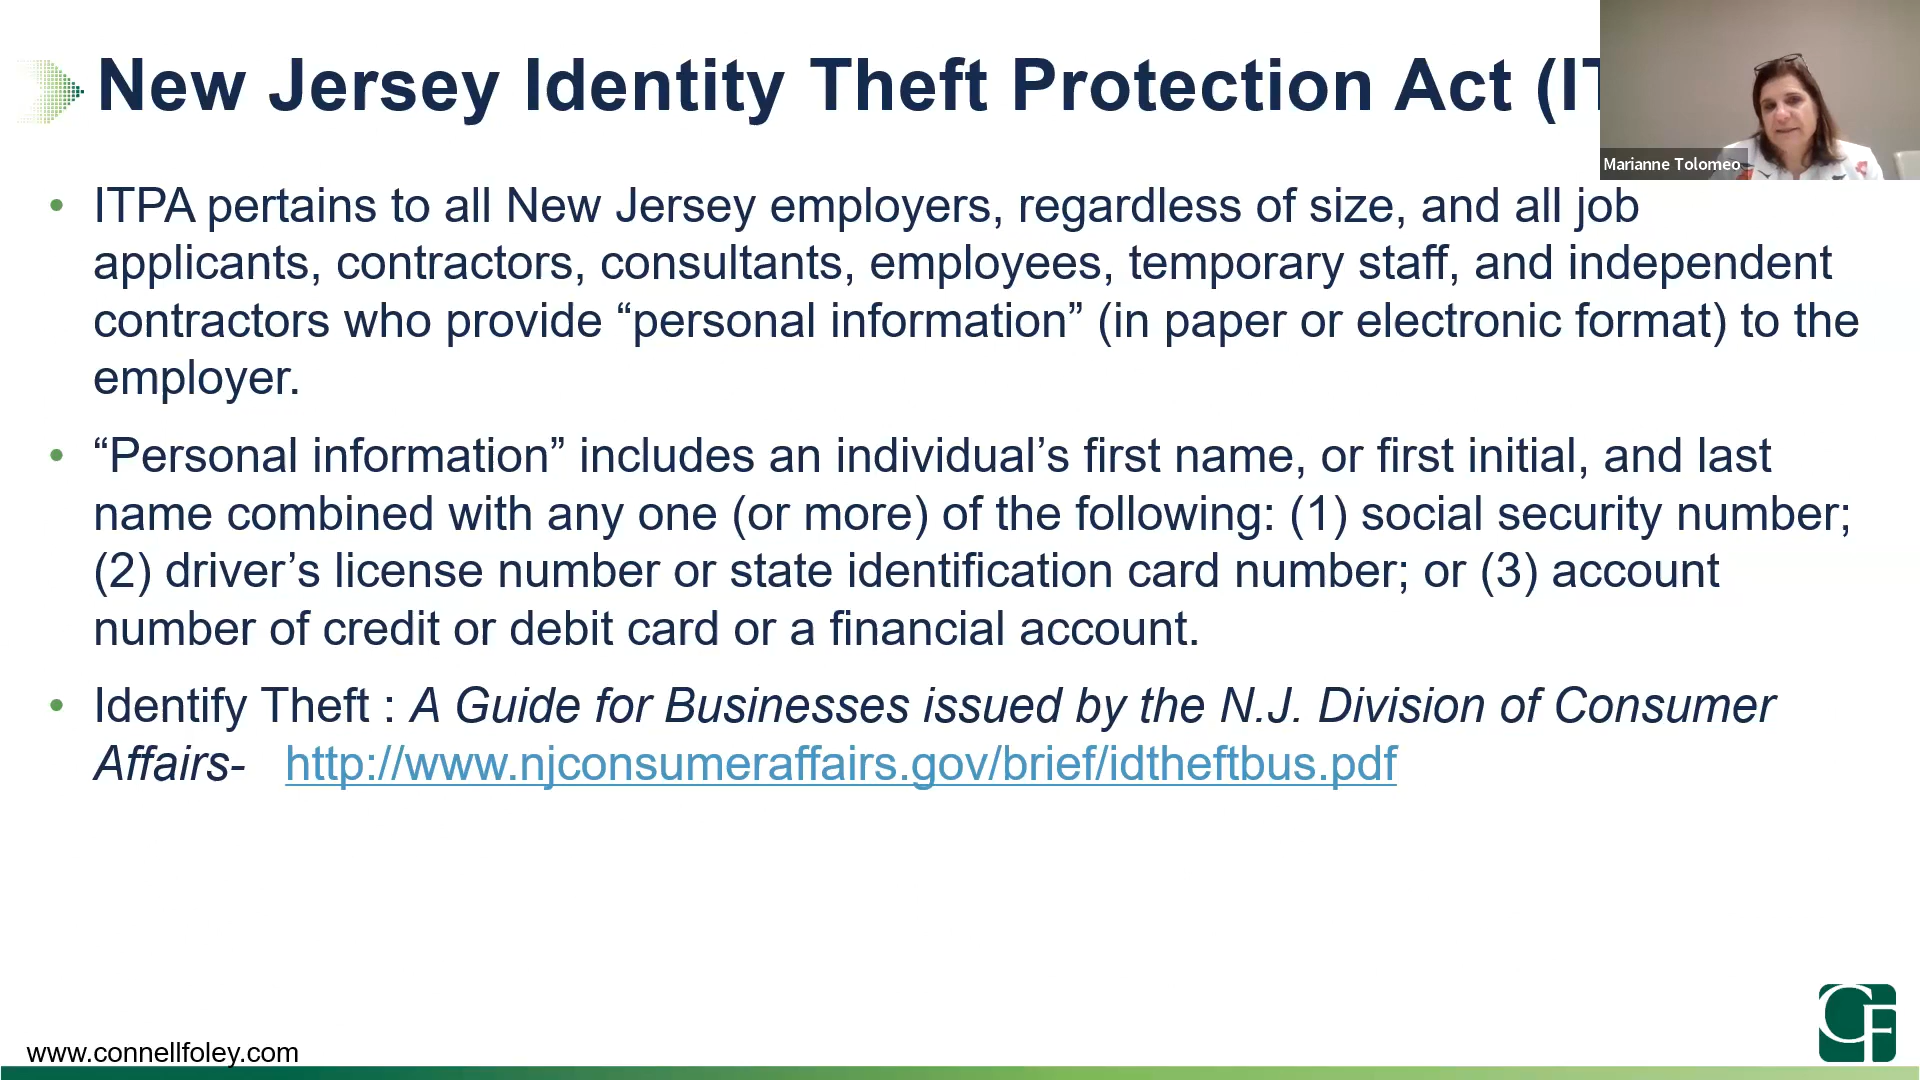 New Jersey Identity Theft Protection Act (IT
Marianne Tolomeo
• ITPA pertains to all New Jersey employers, regardless of size, and all job
applicants, contractors, consultants, employees, temporary staff, and independent
contractors who provide “personal information” (in paper or electronic format) to the
employer.
• “Personal information” includes an individual’s first name, or first initial, and last
name combined with any one (or more) of the following: (1) social security number;
(2) driver’s license number or state identification card number; or (3) account
number of credit or debit card or a financial account.
• Identify Theft : A Guide for Businesses issued by the N.J. Division of Consumer
Affairs- http://www.njconsumeraffairs.gov/brief/idtheftbus.pdf
CF
www.connellfoley.com